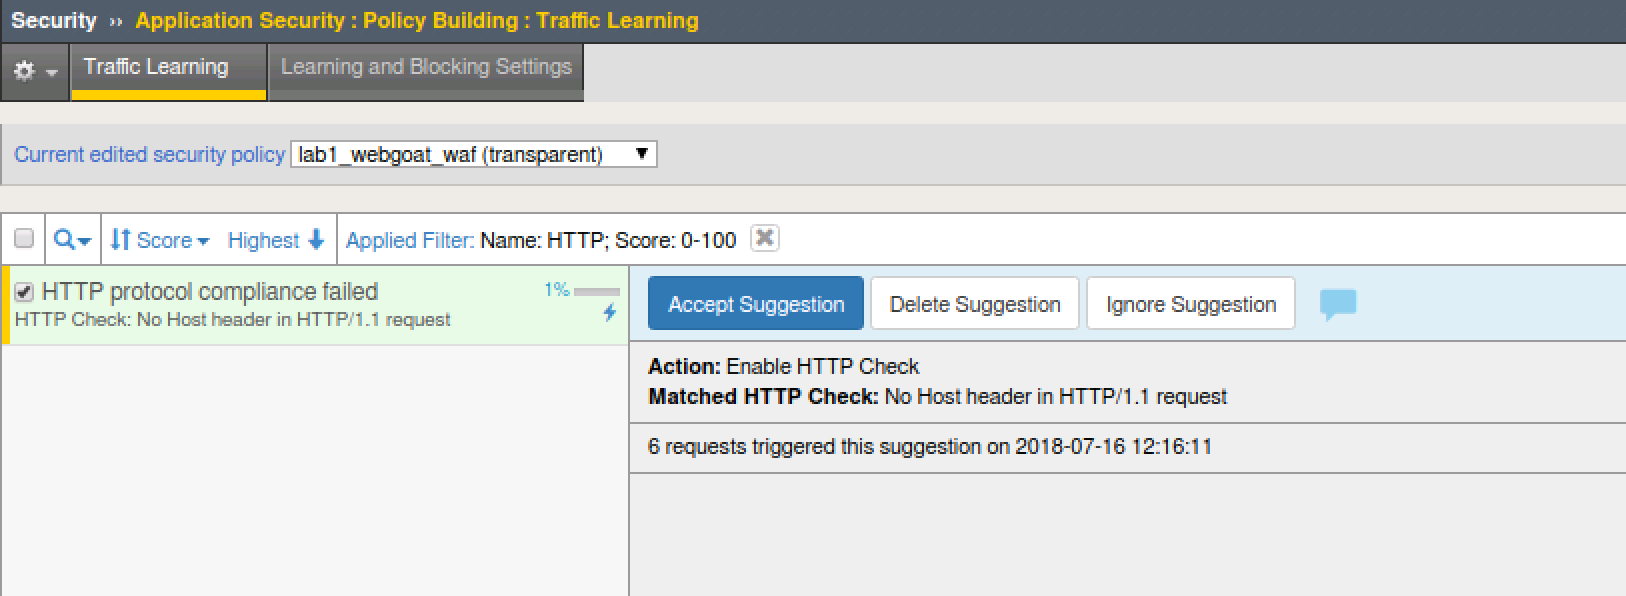 Security ›› Application Security : Policy Building : Traffic Learning
Traffic Learning Learning and Blocking Settings
Current edited security policy lab1_webgoat_waf (transparent)
Score Highest Applied Filter: Name: HTTP; Score: 0-100
HTTP protocol compliance failed 1%
HTTP Check: No Host header in HTTP/1.1 request
Accept Suggestion Delete Suggestion Ignore Suggestion
Action: Enable HTTP Check
Matched HTTP Check: No Host header in HTTP/1.1 request
6 requests triggered this suggestion on 2018-07-16 12:16:11